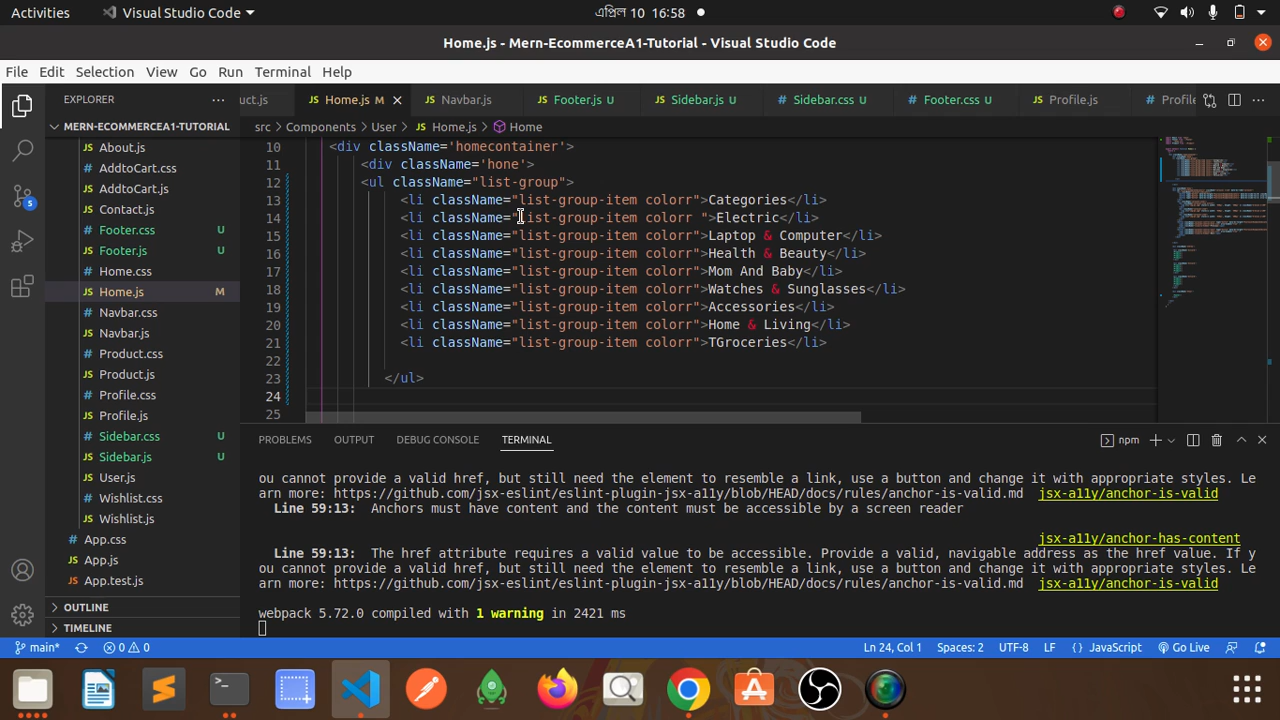 Activities Visual Studio Code এপ্রিল 10 16:58
Home.js - Mern-EcommerceA1-Tutorial - Visual Studio Code
File Edit Selection View Go Run Terminal Help
EXPLORER
uct.js Home.js M Navbar.js Footer.js U Sidebar.js U Sidebar.css U Footer.css U Profile.js Profile
MERN-ECOMMERCEA1-TUTORIAL
src Components User Home.js Home
About.js
AddtoCart.css
AddtoCart.js
Contact.js
Footer.css U
Footer.js U
Home.css
Home.js M
Navbar.css
Navbar.js
Product.css
Product.js
Profile.css
Profile.js
Sidebar.css U
Sidebar.js U
User.js
Wishlist.css
Wishlist.js
App.css
App.js
App.test.js
OUTLINE
TIMELINE
5
10 <div className='homecontainer'>
11 <div className='hone'>
12 <ul className="list-group">
13 <li className="list-group-item colorr">Categories</li>
14 <li className="list-group-item colorr ">Electric</li>
15 <li className="list-group-item colorr">Laptop & Computer</li>
16 <li className="list-group-item colorr">Health & Beauty</li>
17 <li className="list-group-item colorr">Mom And Baby</li>
18 <li className="list-group-item colorr">Watches & Sunglasses</li>
19 <li className="list-group-item colorr">Accessories</li>
20 <li className="list-group-item colorr">Home & Living</li>
21 <li className="list-group-item colorr">TGroceries</li>
22
23 </ul>
24
25
PROBLEMS OUTPUT DEBUG CONSOLE TERMINAL npm
ou cannot provide a valid href, but still need the element to resemble a link, use a button and change it with appropriate styles. Le
arn more: https://github.com/jsx-eslint/eslint-plugin-jsx-a11y/blob/HEAD/docs/rules/anchor-is-valid.md jsx-a11y/anchor-is-valid
Line 59:13: Anchors must have content and the content must be accessible by a screen reader
jsx-a11y/anchor-has-content
Line 59:13: The href attribute requires a valid value to be accessible. Provide a valid, navigable address as the href value. If y
ou cannot provide a valid href, but still need the element to resemble a link, use a button and change it with appropriate styles. Le
arn more: https://github.com/jsx-eslint/eslint-plugin-jsx-a11y/blob/HEAD/docs/rules/anchor-is-valid.md jsx-a11y/anchor-is-valid
webpack 5.72.0 compiled with 1 warning in 2421 ms
main* 0 0 Ln 24, Col 1 Spaces: 2 UTF-8 LF { } JavaScript Go Live